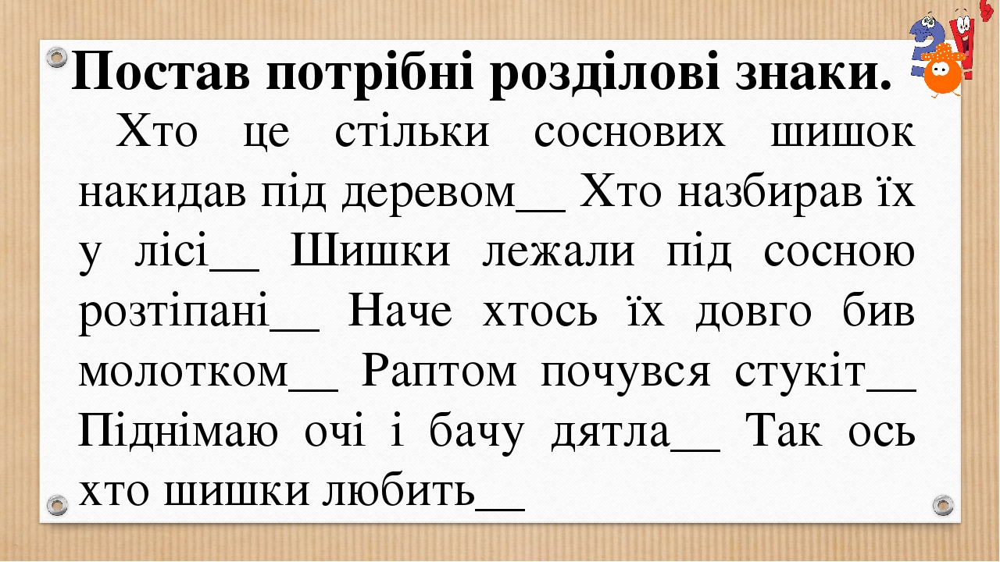 Постав потрібні розділові знаки.
Хто це стільки соснових шишок
накидав під деревом__ Хто назбирав їх
у лісі__ Шишки лежали під сосною
розтіпані__ Наче хтось їх довго бив
молотком__ Раптом почувся стукіт__
Піднімаю очі і бачу дятла__ Так ось
хто шишки любить__